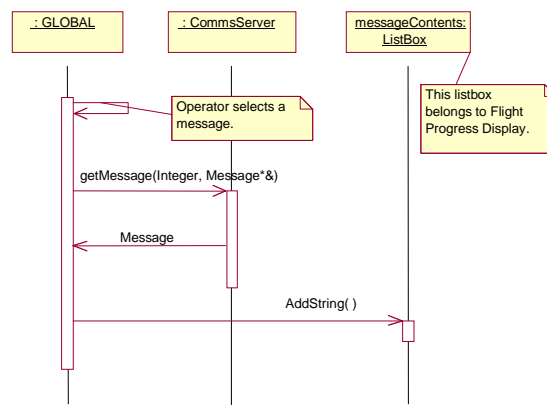 : GLOBAL
: CommsServer
messageContents:
ListBox
This listbox
belongs to Flight
Progress Display.
Operator selects a
message.
getMessage(Integer, Message*&)
Message
AddString( )